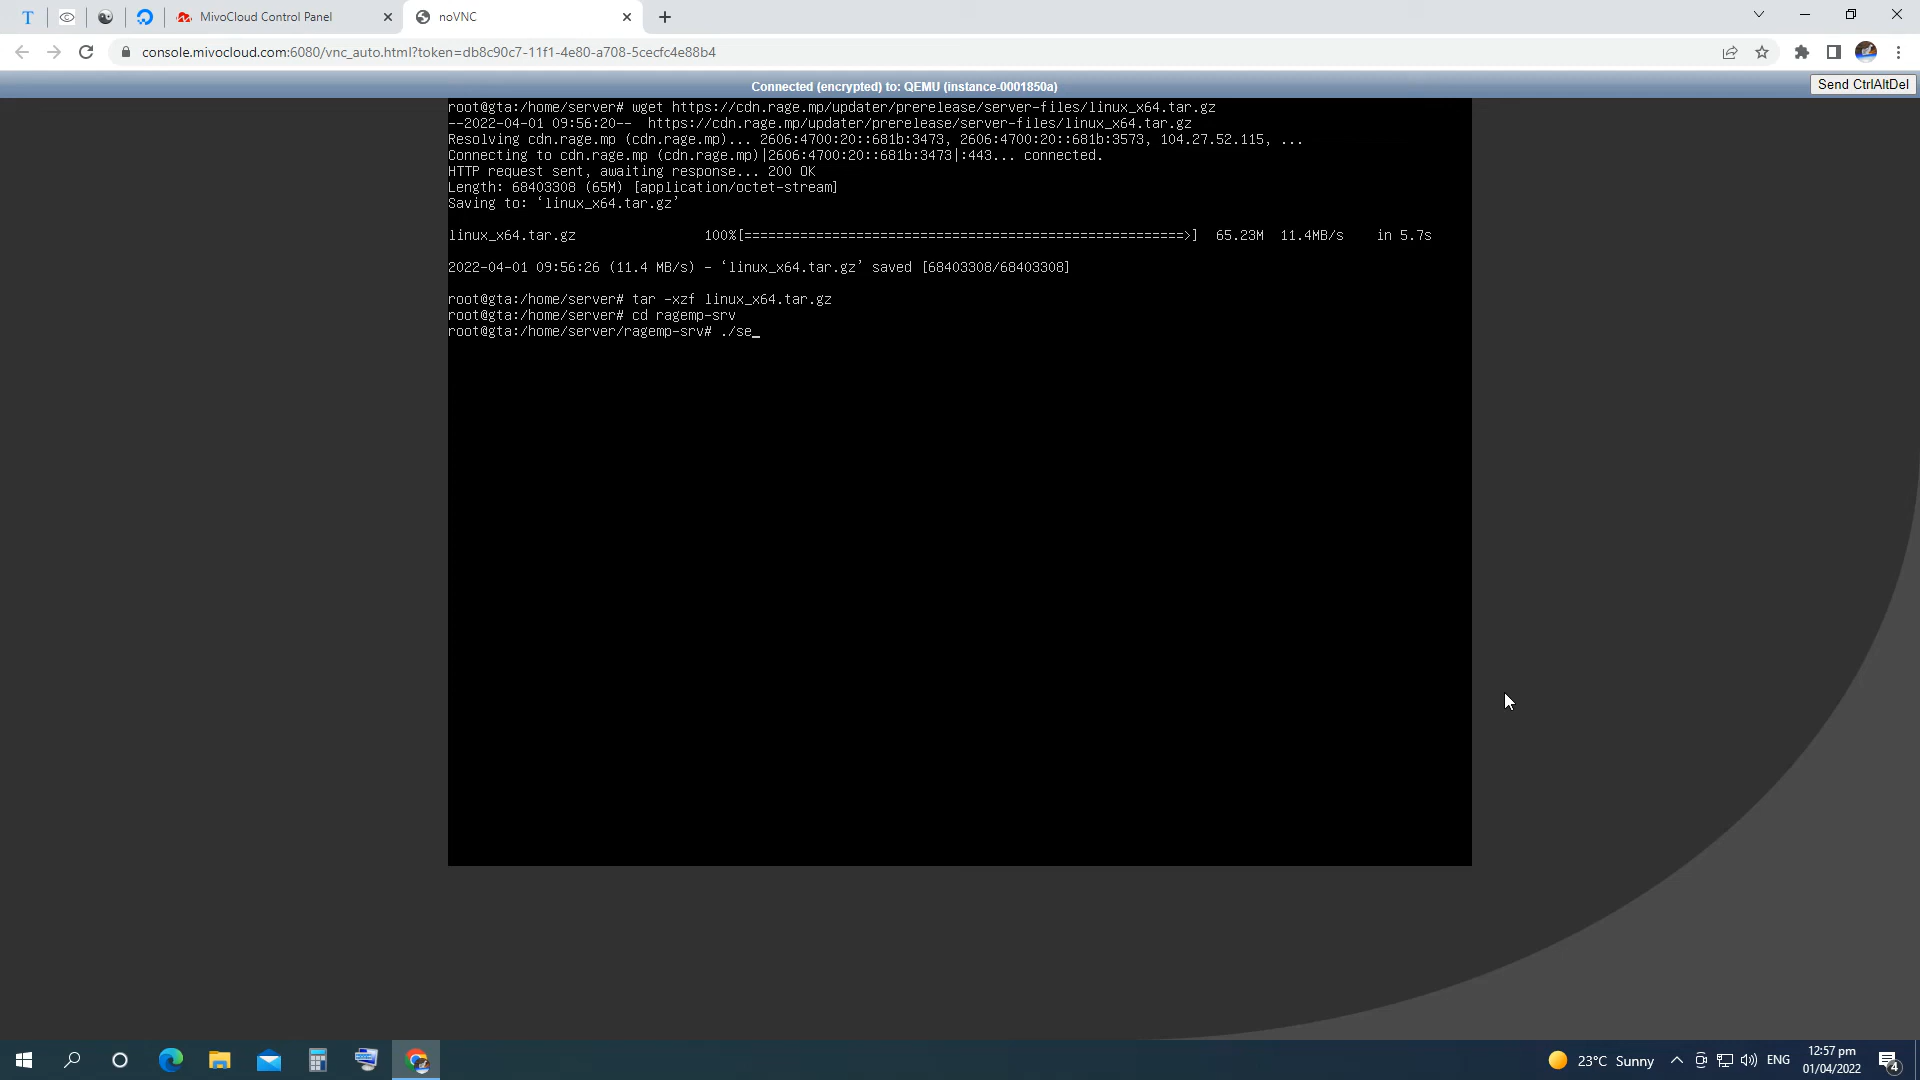 T
MivoCloud Control Panel
noVNC
console.mivocloud.com:6080/vnc_auto.html?token=db8c90c7-11f1-4e80-a708-5cecfc4e88b4
Connected (encrypted) to: QEMU (instance-0001850a)
Send CtrlAltDel
root@gta:/home/server# wget https://cdn.rage.mp/updater/prerelease/server-files/linux_x64.tar.gz
--2022-04-01 09:56:20--  https://cdn.rage.mp/updater/prerelease/server-files/linux_x64.tar.gz
Resolving cdn.rage.mp (cdn.rage.mp)... 2606:4700:20::681b:3473, 2606:4700:20::681b:3573, 104.27.52.115, ...
Connecting to cdn.rage.mp (cdn.rage.mp)|2606:4700:20::681b:3473|:443... connected.
HTTP request sent, awaiting response... 200 OK
Length: 68403308 (65M) [application/octet-stream]
Saving to: ‘linux_x64.tar.gz’
linux_x64.tar.gz 100%[=======================================================>] 65.23M 11.4MB/s in 5.7s
2022-04-01 09:56:26 (11.4 MB/s) - ‘linux_x64.tar.gz’ saved [68403308/68403308]
root@gta:/home/server# tar -xzf linux_x64.tar.gz
root@gta:/home/server# cd ragemp-srv
root@gta:/home/server/ragemp-srv# ./se_
23°C Sunny
ENG
12:57 pm
01/04/2022
4